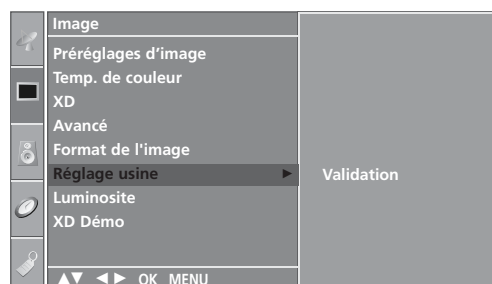 Image
Préréglages d’image
Temp. de couleur
XD
Avancé
Format de l'image
Réglage usine ►
Validation
Luminosite
XD Démo
▲▼ ◄► OK MENU